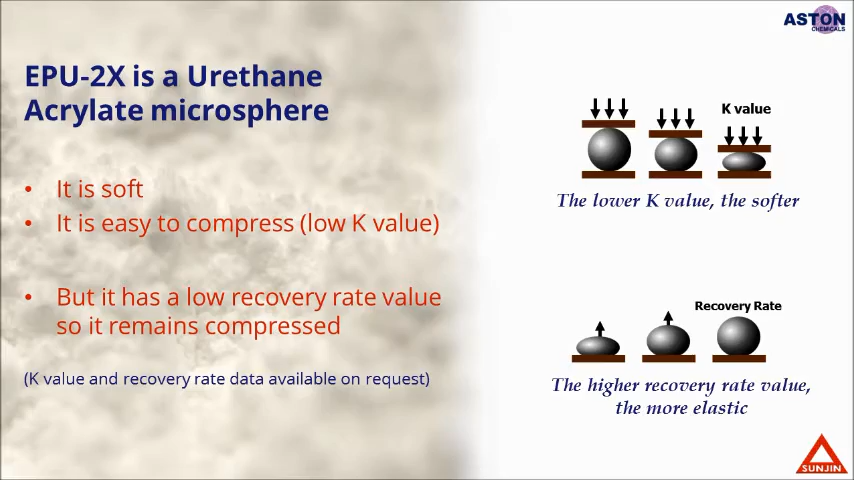 ASTON
CHEMICALS
EPU-2X is a Urethane
Acrylate microsphere
• It is soft
• It is easy to compress (low K value)
• But it has a low recovery rate value
so it remains compressed
(K value and recovery rate data available on request)
K value
The lower K value, the softer
Recovery Rate
The higher recovery rate value,
the more elastic
SUNJIN